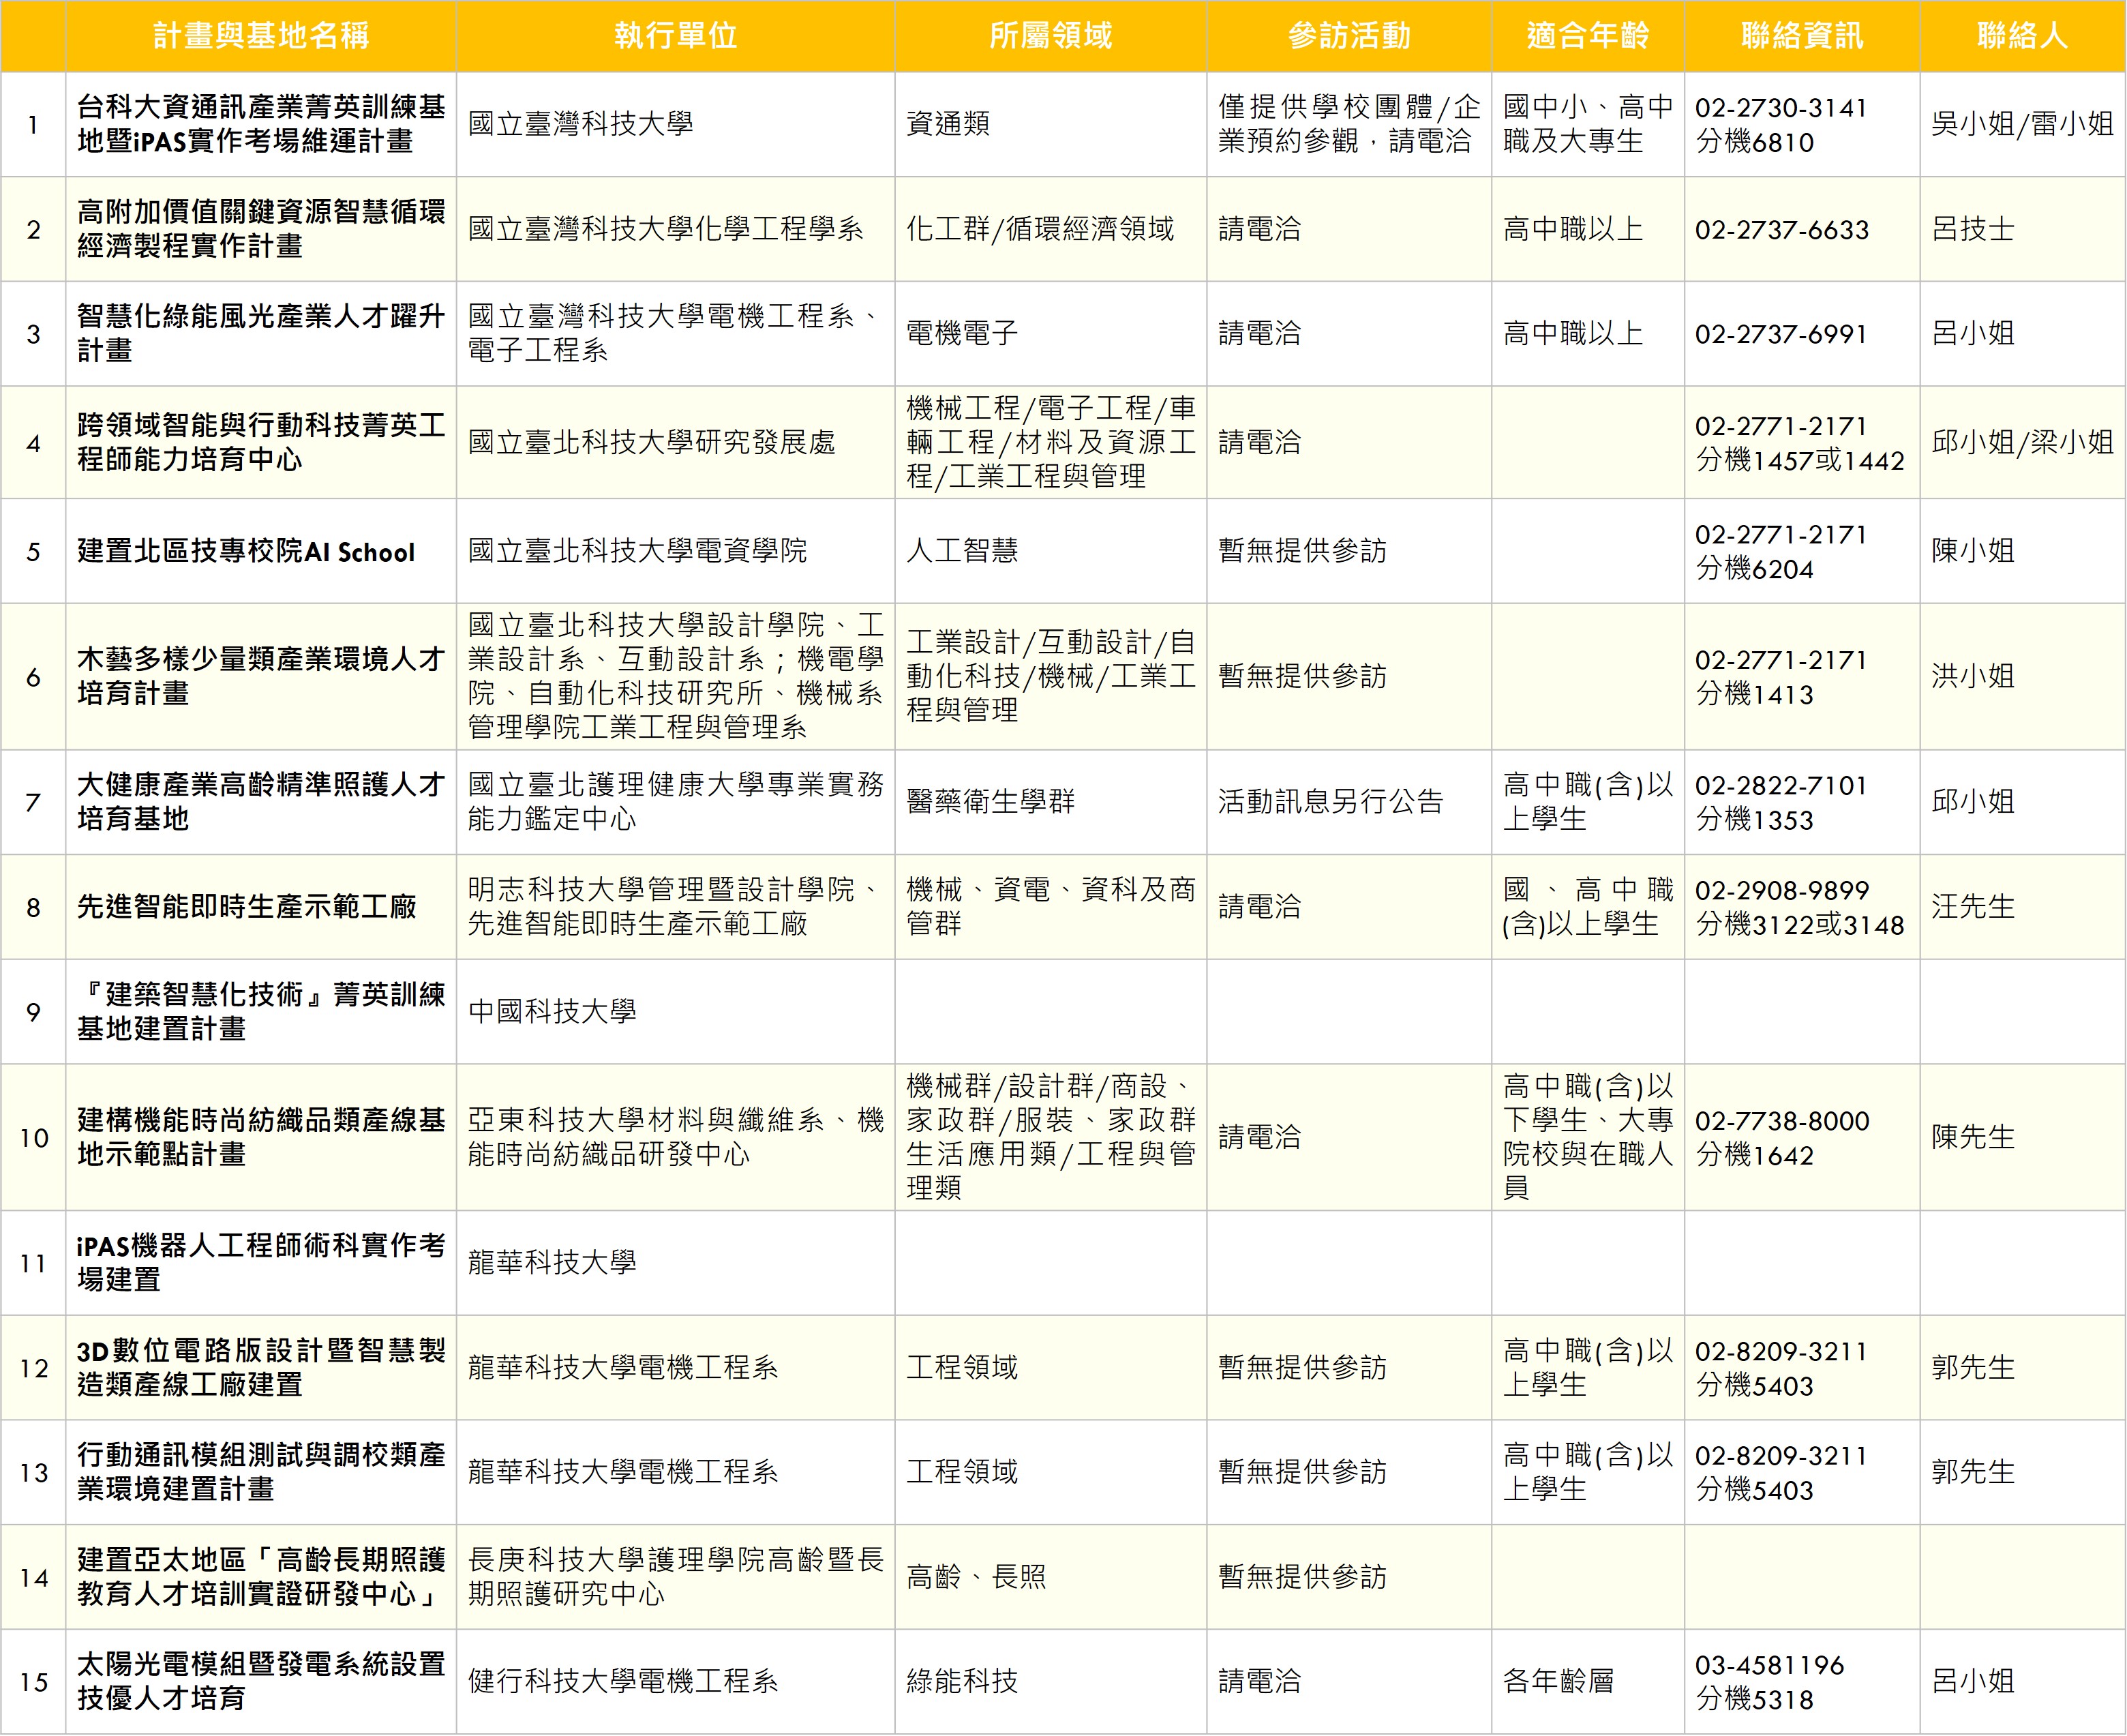 計畫與基地名稱 執行單位 所屬領域 參訪活動 適合年齡 聯絡資訊 聯絡人
1
台科大資通訊產業菁英訓練基
地暨iPAS實作考場維運計畫
國立臺灣科技大學
資通類
僅提供學校團體/企
業預約參觀，請電洽
國中小、高中
職及大專生
02-2730-3141
分機6810
吳小姐/雷小姐
2
高附加價值關鍵資源智慧循環
經濟製程實作計畫
國立臺灣科技大學化學工程學系
化工群/循環經濟領域
請電洽
高中職以上
02-2737-6633
呂技士
3
智慧化綠能風光產業人才躍升
計畫
國立臺灣科技大學電機工程系、
電子工程系
電機電子
請電洽
高中職以上
02-2737-6991
呂小姐
4
跨領域智能與行動科技菁英工
程師能力培育中心
國立臺北科技大學研究發展處
機械工程/電子工程/車
輛工程/材料及資源工
程/工業工程與管理
請電洽
02-2771-2171
分機1457或1442
邱小姐/梁小姐
5
建置北區技專校院AI School
國立臺北科技大學電資學院
人工智慧
暫無提供參訪
02-2771-2171
分機6204
陳小姐
6
木藝多樣少量類產業環境人才
培育計畫
國立臺北科技大學設計學院、工
業設計系、互動設計系；機電學
院、自動化科技研究所、機械系
管理學院工業工程與管理系
工業設計/互動設計/自
動化科技/機械/工業工
程與管理
暫無提供參訪
02-2771-2171
分機1413
洪小姐
7
大健康產業高齡精準照護人才
培育基地
國立臺北護理健康大學專業實務
能力鑑定中心
醫藥衛生學群
活動訊息另行公告
高中職(含)以
上學生
02-2822-7101
分機1353
邱小姐
8
先進智能即時生產示範工廠
明志科技大學管理暨設計學院、
先進智能即時生產示範工廠
機械、資電、資科及商
管群
請電洽
國、高中職
(含)以上學生
02-2908-9899
分機3122或3148
汪先生
9
『建築智慧化技術』菁英訓練
基地建置計畫
中國科技大學
10
建構機能時尚紡織品類產線基
地示範點計畫
亞東科技大學材料與纖維系、機
能時尚紡織品研發中心
機械群/設計群/商設、
家政群/服裝、家政群
生活應用類/工程與管
理類
請電洽
高中職(含)以
下學生、大專
院校與在職人
員
02-7738-8000
分機1642
陳先生
11
iPAS機器人工程師術科實作考
場建置
龍華科技大學
12
3D數位電路版設計暨智慧製
造類產線工廠建置
龍華科技大學電機工程系
工程領域
暫無提供參訪
高中職(含)以
上學生
02-8209-3211
分機5403
郭先生
13
行動通訊模組測試與調校類產
業環境建置計畫
龍華科技大學電機工程系
工程領域
暫無提供參訪
高中職(含)以
上學生
02-8209-3211
分機5403
郭先生
14
建置亞太地區「高齡長期照護
教育人才培訓實證研發中心」
長庚科技大學護理學院高齡暨長
期照護研究中心
高齡、長照
暫無提供參訪
15
太陽光電模組暨發電系統設置
技優人才培育
健行科技大學電機工程系
綠能科技
請電洽
各年齡層
03-4581196
分機5318
呂小姐